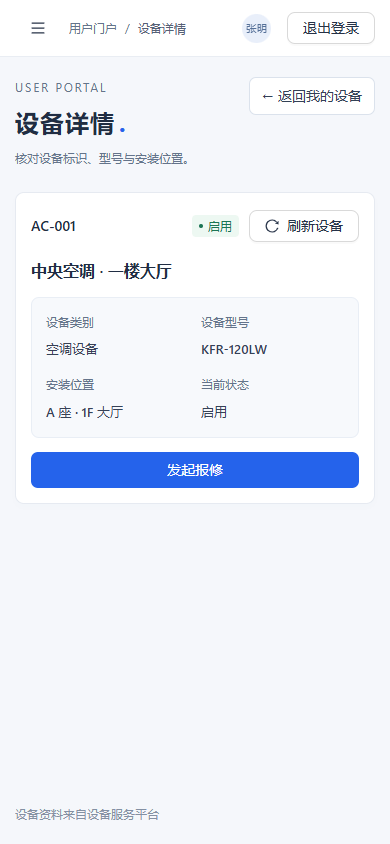 用户门户 / 设备详情
张明
退出登录
USER PORTAL
← 返回我的设备
设备详情.
核对设备标识、型号与安装位置。
AC-001
启用
刷新设备
中央空调 · 一楼大厅
设备类别
设备型号
空调设备
KFR-120LW
安装位置
当前状态
A 座 · 1F 大厅
启用
发起报修
设备资料来自设备服务平台